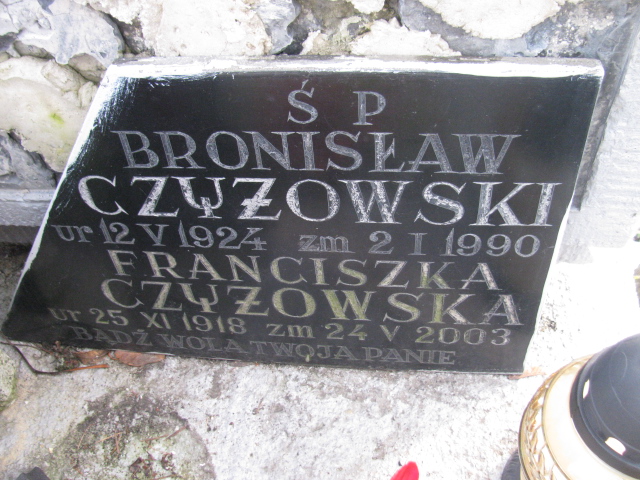 Ś P
BRONISŁAW
CZYŻOWSKI
ur 12 V 1924 zm 2 I 1990
FRANCISZKA
CZYŻOWSKA
ur 25 XI 1918 zm 24 V 2003
BĄDŹ WOLA TWOJA PANIE